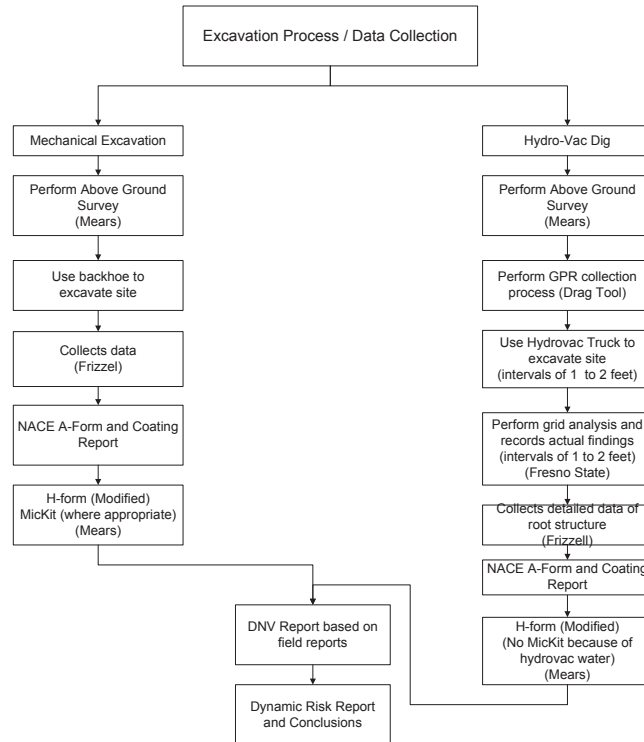 Excavation Process / Data Collection
Mechanical Excavation
Perform Above Ground
Survey
(Mears)
Use backhoe to
excavate site
Collects data
(Frizzel)
NACE A-Form and Coating
Report
H-form (Modified)
MicKit (where appropriate)
(Mears)
Hydro-Vac Dig
Perform Above Ground
Survey
(Mears)
Perform GPR collection
process (Drag Tool)
Use Hydrovac Truck to
excavate site
(intervals of 1 to 2 feet)
Perform grid analysis and
records actual findings
(intervals of 1 to 2 feet)
(Fresno State)
Collects detailed data of
root structure
(Frizzell)
NACE A-Form and Coating
Report
H-form (Modified)
(No MicKit because of
hydrovac water)
(Mears)
DNV Report based on
field reports
Dynamic Risk Report
and Conclusions